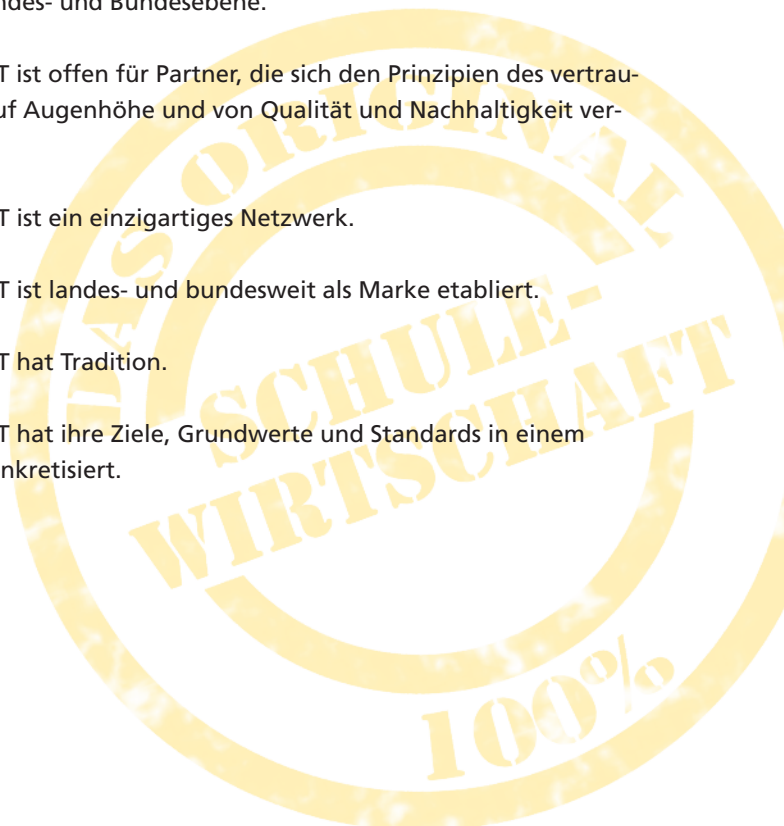 ndes- und Bundesebene.
T ist offen für Partner, die sich den Prinzipien des vertrau-
uf Augenhöhe und von Qualität und Nachhaltigkeit ver-
T ist ein einzigartiges Netzwerk.
T ist landes- und bundesweit als Marke etabliert.
T hat Tradition.
T hat ihre Ziele, Grundwerte und Standards in einem
nkretisiert.
DAS ORIGINAL
SCHULE-
WIRTSCHAFT
100%